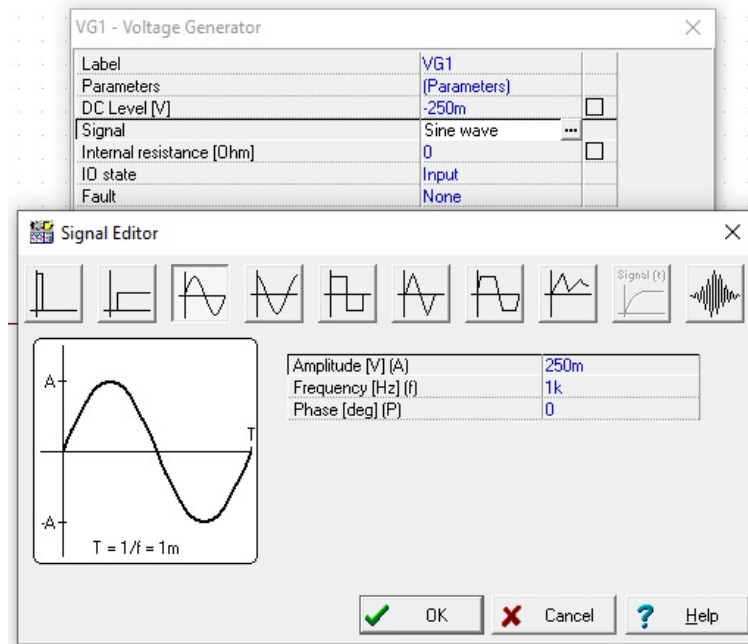 VG1 - Voltage Generator
Label VG1
Parameters (Parameters)
DC Level [V] -250m
Signal Sine wave ...
Internal resistance [Ohm] 0
IO state Input
Fault None
Signal Editor
Signal (t)
A
T
-A
T = 1/f = 1m
Amplitude [V] (A) 250m
Frequency [Hz] (f) 1k
Phase [deg] (P) 0
OK Cancel ? Help